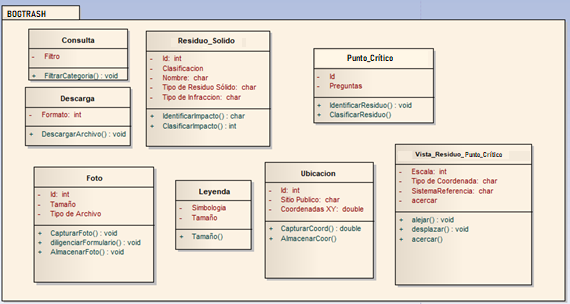 BOGTRASH
Consulta
- Filtro
+ FiltrarCategoria() : void
Descarga
- Formato: int
+ DescargarArchivo() : void
Residuo_Solido
- Id: int
- Clasificacion
- Nombre: char
- Tipo de Residuo Sólido: char
- Tipo de Infraccion: char
+ IdentificarImpacto() : char
+ ClasificarImpacto() : int
Punto_Crítico
- Id
- Preguntas
+ IdentificarResiduo() : void
+ ClasificarResiduo()
Foto
- Id: int
- Tamaño
- Tipo de Archivo
+ CapturarFoto() : void
+ diligenciarFormulario() : void
+ AlmacenarFoto() : void
Leyenda
- Simbologia
- Tamaño
+ Tamaño()
Ubicacion
- Id: int
- Sitio Publico: char
- Coordenadas XY: double
+ CapturarCoord() : double
+ AlmacenarCoor()
Vista_Residuo_Punto_Crítico
- Escala: int
- Tipo de Coordenada: char
- SistemaReferencia: char
- acercar
+ alejar() : void
+ desplazar() : void
+ acercar()